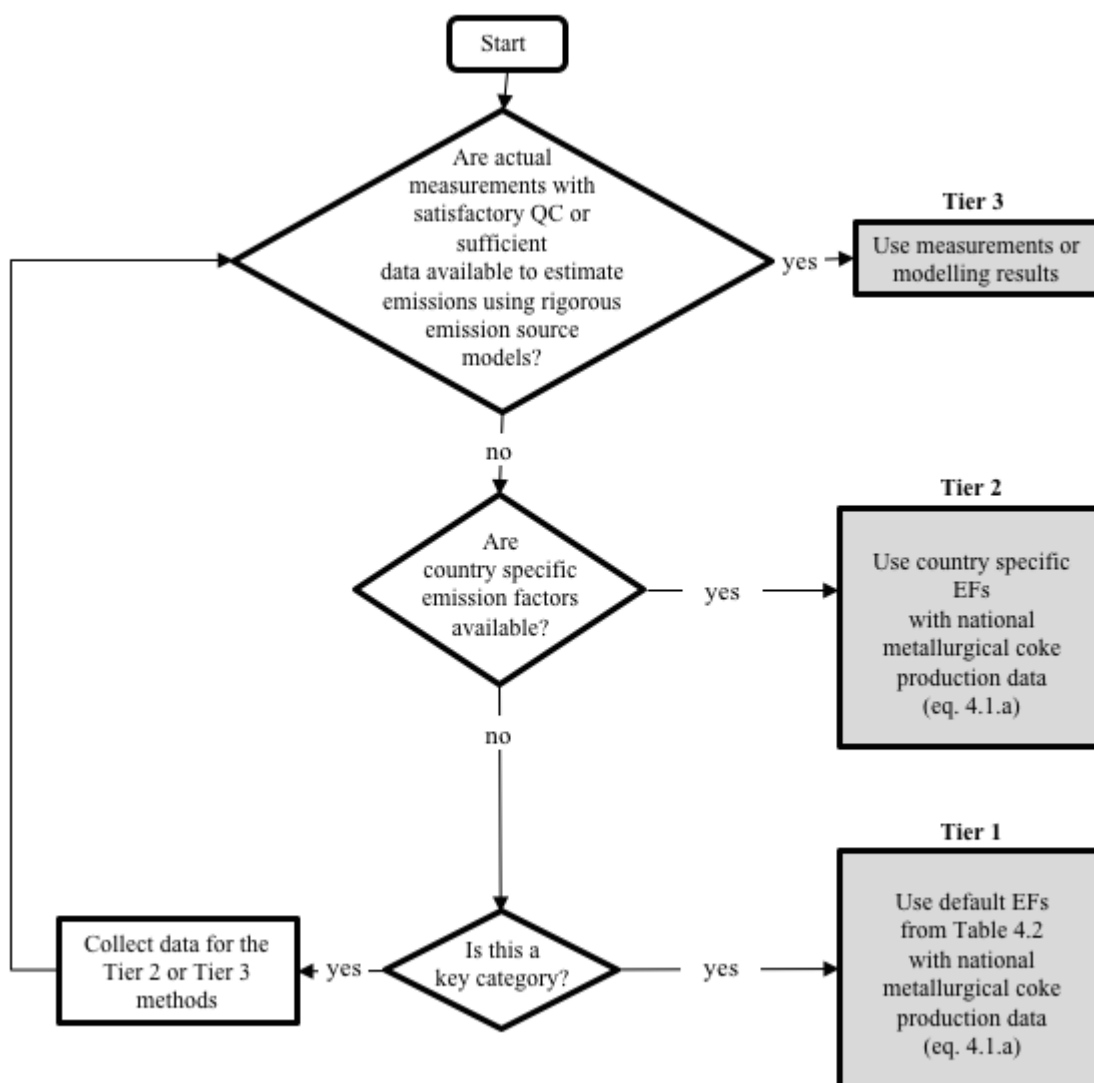 Start
Are actual
measurements with
satisfactory QC or
sufficient
data available to estimate
emissions using rigorous
emission source
models?
yes
Tier 3
Use measurements or
modelling results
no
Are
country specific
emission factors
available?
yes
Tier 2
Use country specific
EFs
with national
metallurgical coke
production data
(eq. 4.1.a)
no
Is this a
key category?
yes
Collect data for the
Tier 2 or Tier 3
methods
yes
Tier 1
Use default EFs
from Table 4.2
with national
metallurgical coke
production data
(eq. 4.1.a)